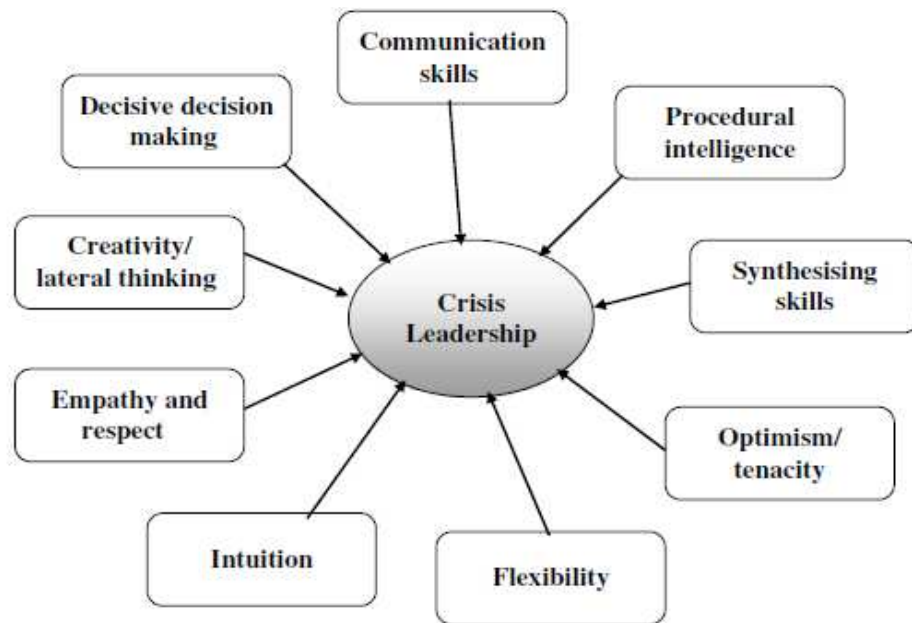 Communication
skills
Decisive decision
making
Procedural
intelligence
Creativity/
lateral thinking
Synthesising
skills
Crisis
Leadership
Empathy and
respect
Optimism/
tenacity
Intuition
Flexibility